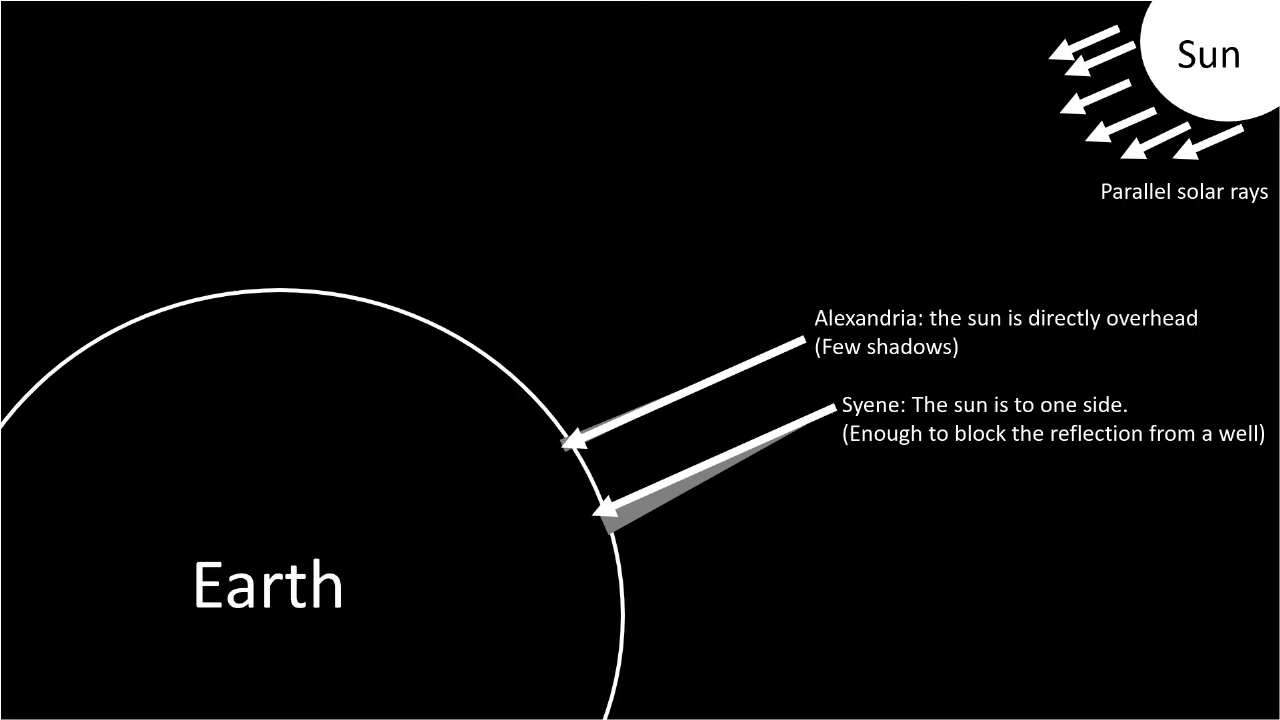 Sun
Parallel solar rays
Alexandria: the sun is directly overhead
(Few shadows)
Syene: The sun is to one side.
(Enough to block the reflection from a well)
Earth